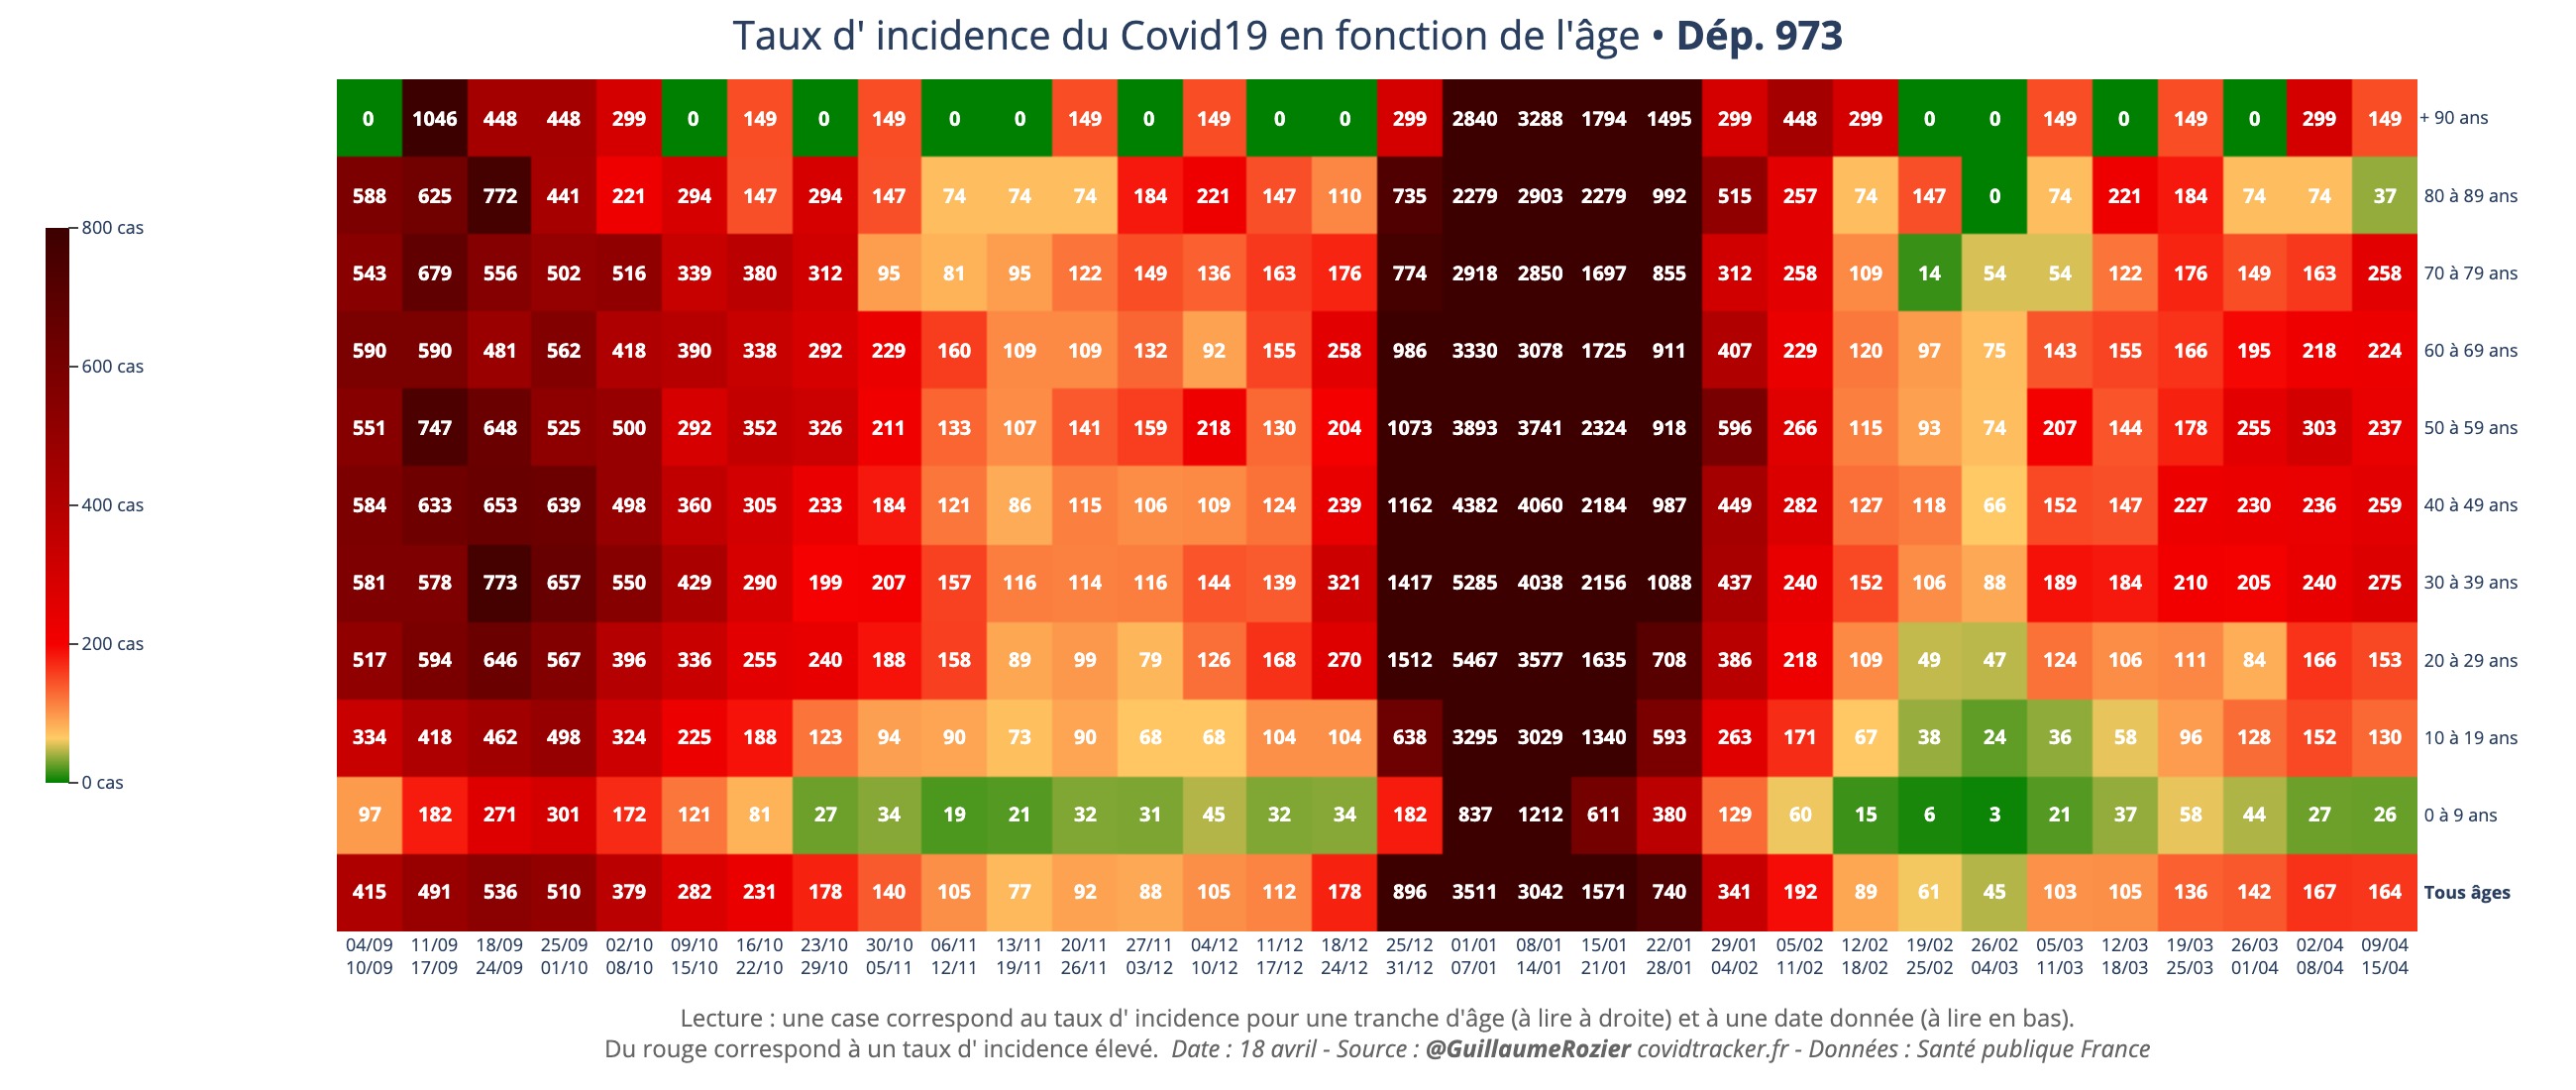 Taux d' incidence du Covid19 en fonction de l'âge • Dép. 973
0 1046 448 448 299 0 149 0 149 0 0 149 0 149 0 0 299 2840 3288 1794 1495 299 448 299 0 0 149 0 149 0 299 149 + 90 ans
588 625 772 441 221 294 147 294 147 74 74 74 184 221 147 110 735 2279 2903 2279 992 515 257 74 147 0 74 221 184 74 74 37 80 à 89 ans
800 cas
543 679 556 502 516 339 380 312 95 81 95 122 149 136 163 176 774 2918 2850 1697 855 312 258 109 14 54 54 122 176 149 163 258 70 à 79 ans
590 590 481 562 418 390 338 292 229 160 109 109 132 92 155 258 986 3330 3078 1725 911 407 229 120 97 75 143 155 166 195 218 224 60 à 69 ans
600 cas
551 747 648 525 500 292 352 326 211 133 107 141 159 218 130 204 1073 3893 3741 2324 918 596 266 115 93 74 207 144 178 255 303 237 50 à 59 ans
400 cas
584 633 653 639 498 360 305 233 184 121 86 115 106 109 124 239 1162 4382 4060 2184 987 449 282 127 118 66 152 147 227 230 236 259 40 à 49 ans
581 578 773 657 550 429 290 199 207 157 116 114 116 144 139 321 1417 5285 4038 2156 1088 437 240 152 106 88 189 184 210 205 240 275 30 à 39 ans
200 cas
517 594 646 567 396 336 255 240 188 158 89 99 79 126 168 270 1512 5467 3577 1635 708 386 218 109 49 47 124 106 111 84 166 153 20 à 29 ans
334 418 462 498 324 225 188 123 94 90 73 90 68 68 104 104 638 3295 3029 1340 593 263 171 67 38 24 36 58 96 128 152 130 10 à 19 ans
0 cas
97 182 271 301 172 121 81 27 34 19 21 32 31 45 32 34 182 837 1212 611 380 129 60 15 6 3 21 37 58 44 27 26 0 à 9 ans
415 491 536 510 379 282 231 178 140 105 77 92 88 105 112 178 896 3511 3042 1571 740 341 192 89 61 45 103 105 136 142 167 164 Tous âges
04/09 11/09 18/09 25/09 02/10 09/10 16/10 23/10 30/10 06/11 13/11 20/11 27/11 04/12 11/12 18/12 25/12 01/01 08/01 15/01 22/01 29/01 05/02 12/02 19/02 26/02 05/03 12/03 19/03 26/03 02/04 09/04
10/09 17/09 24/09 01/10 08/10 15/10 22/10 29/10 05/11 12/11 19/11 26/11 03/12 10/12 17/12 24/12 31/12 07/01 14/01 21/01 28/01 04/02 11/02 18/02 25/02 04/03 11/03 18/03 25/03 01/04 08/04 15/04
Lecture : une case correspond au taux d' incidence pour une tranche d'âge (à lire à droite) et à une date donnée (à lire en bas).
Du rouge correspond à un taux d' incidence élevé. Date : 18 avril - Source : @GuillaumeRozier covidtracker.fr - Données : Santé publique France